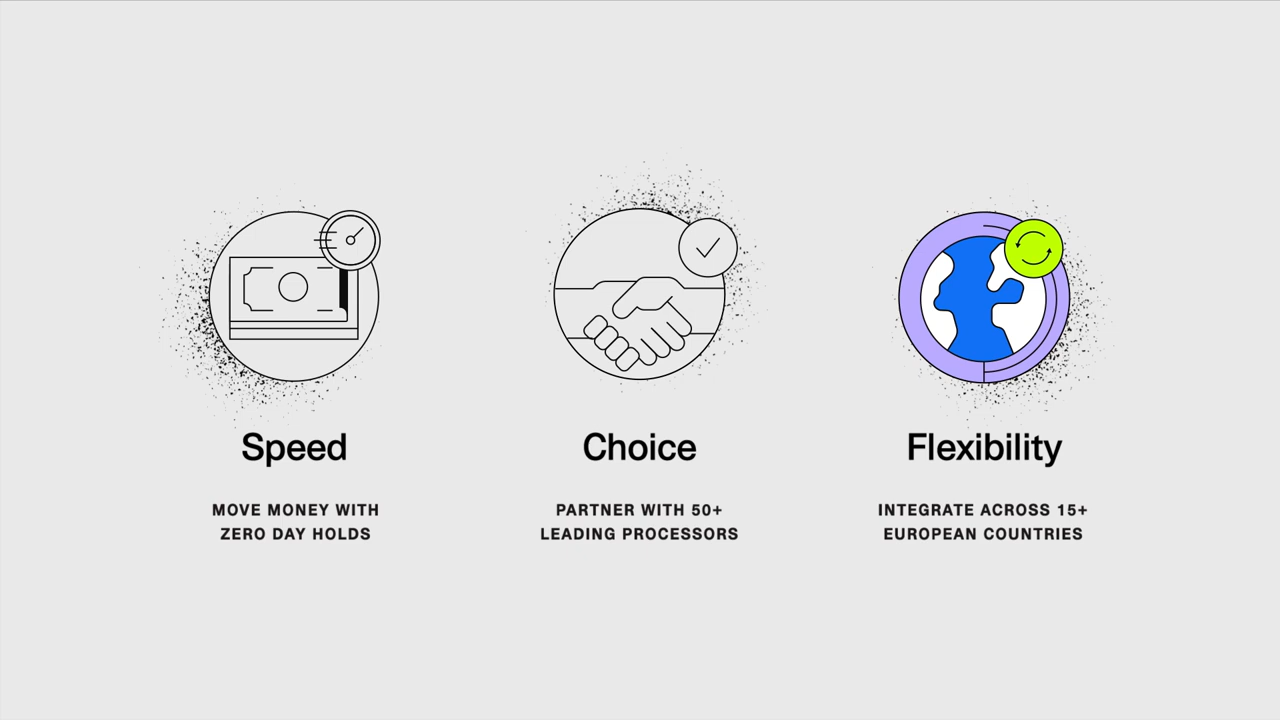 Speed
MOVE MONEY WITH
ZERO DAY HOLDS
Choice
PARTNER WITH 50+
LEADING PROCESSORS
Flexibility
INTEGRATE ACROSS 15+
EUROPEAN COUNTRIES